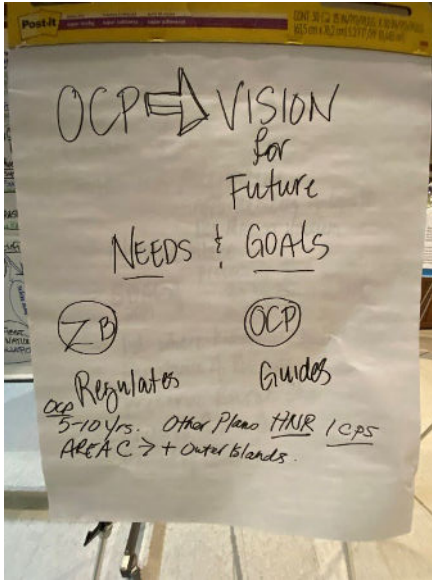 Post-it
OCP ⇒ VISION
for
Future
NEEDS & GOALS
ZB OCP
Regulates Guides
OCP
5-10 yrs. Other Plans HNR / CPS
AREA C > + Outer Islands.